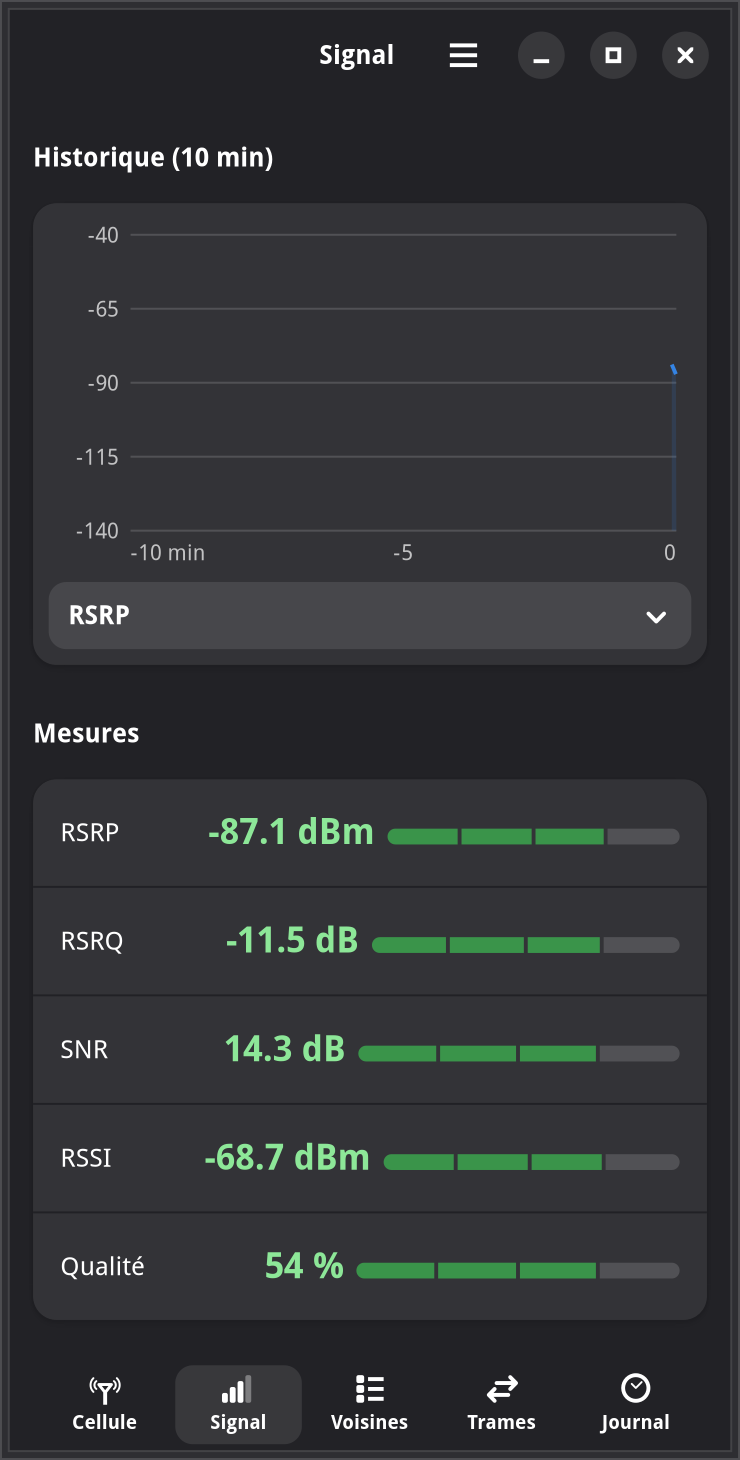 Signal
Historique (10 min)
-40
-65
-90
-115
-140
-10 min -5 0
RSRP
Mesures
RSRP -87.1 dBm
RSRQ -11.5 dB
SNR 14.3 dB
RSSI -68.7 dBm
Qualité 54 %
Cellule Signal Voisines Trames Journal